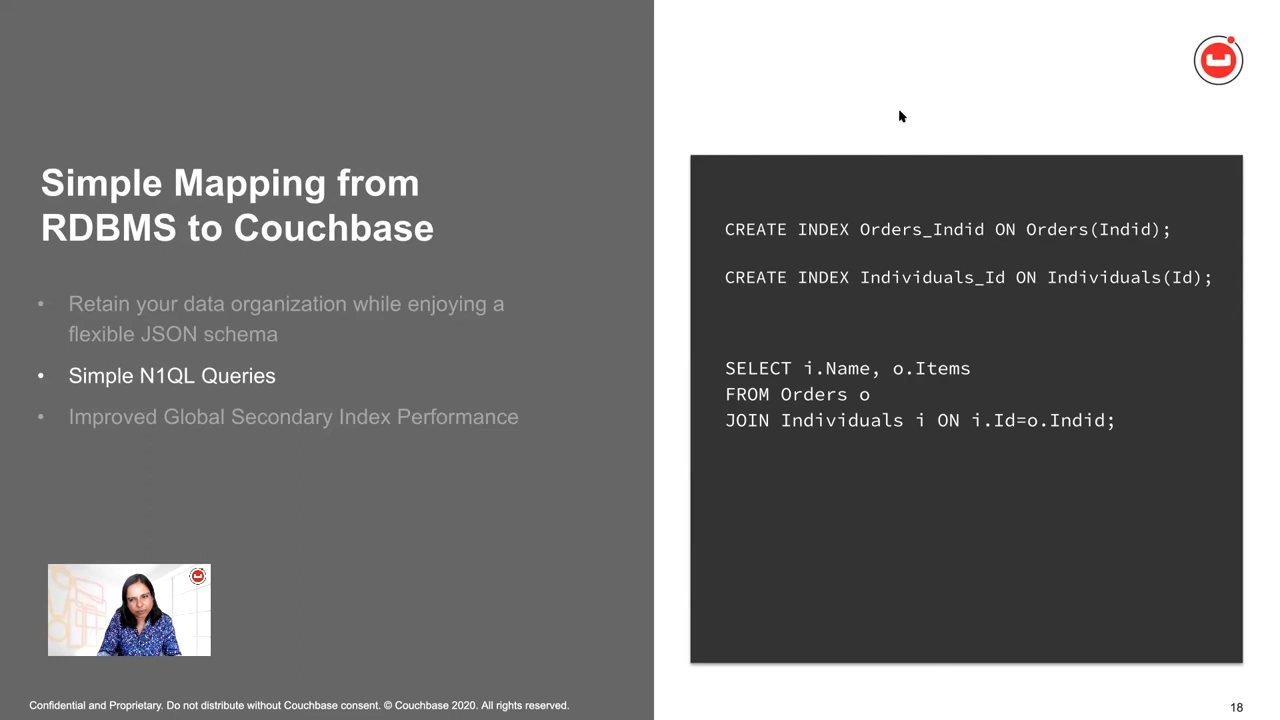 Simple Mapping from
RDBMS to Couchbase
• Retain your data organization while enjoying a
flexible JSON schema
• Simple N1QL Queries
• Improved Global Secondary Index Performance
CREATE INDEX Orders_Indid ON Orders(Indid);
CREATE INDEX Individuals_Id ON Individuals(Id);
SELECT i.Name, o.Items
FROM Orders o
JOIN Individuals i ON i.Id=o.Indid;
Confidential and Proprietary. Do not distribute without Couchbase consent. © Couchbase 2020. All rights reserved.
18